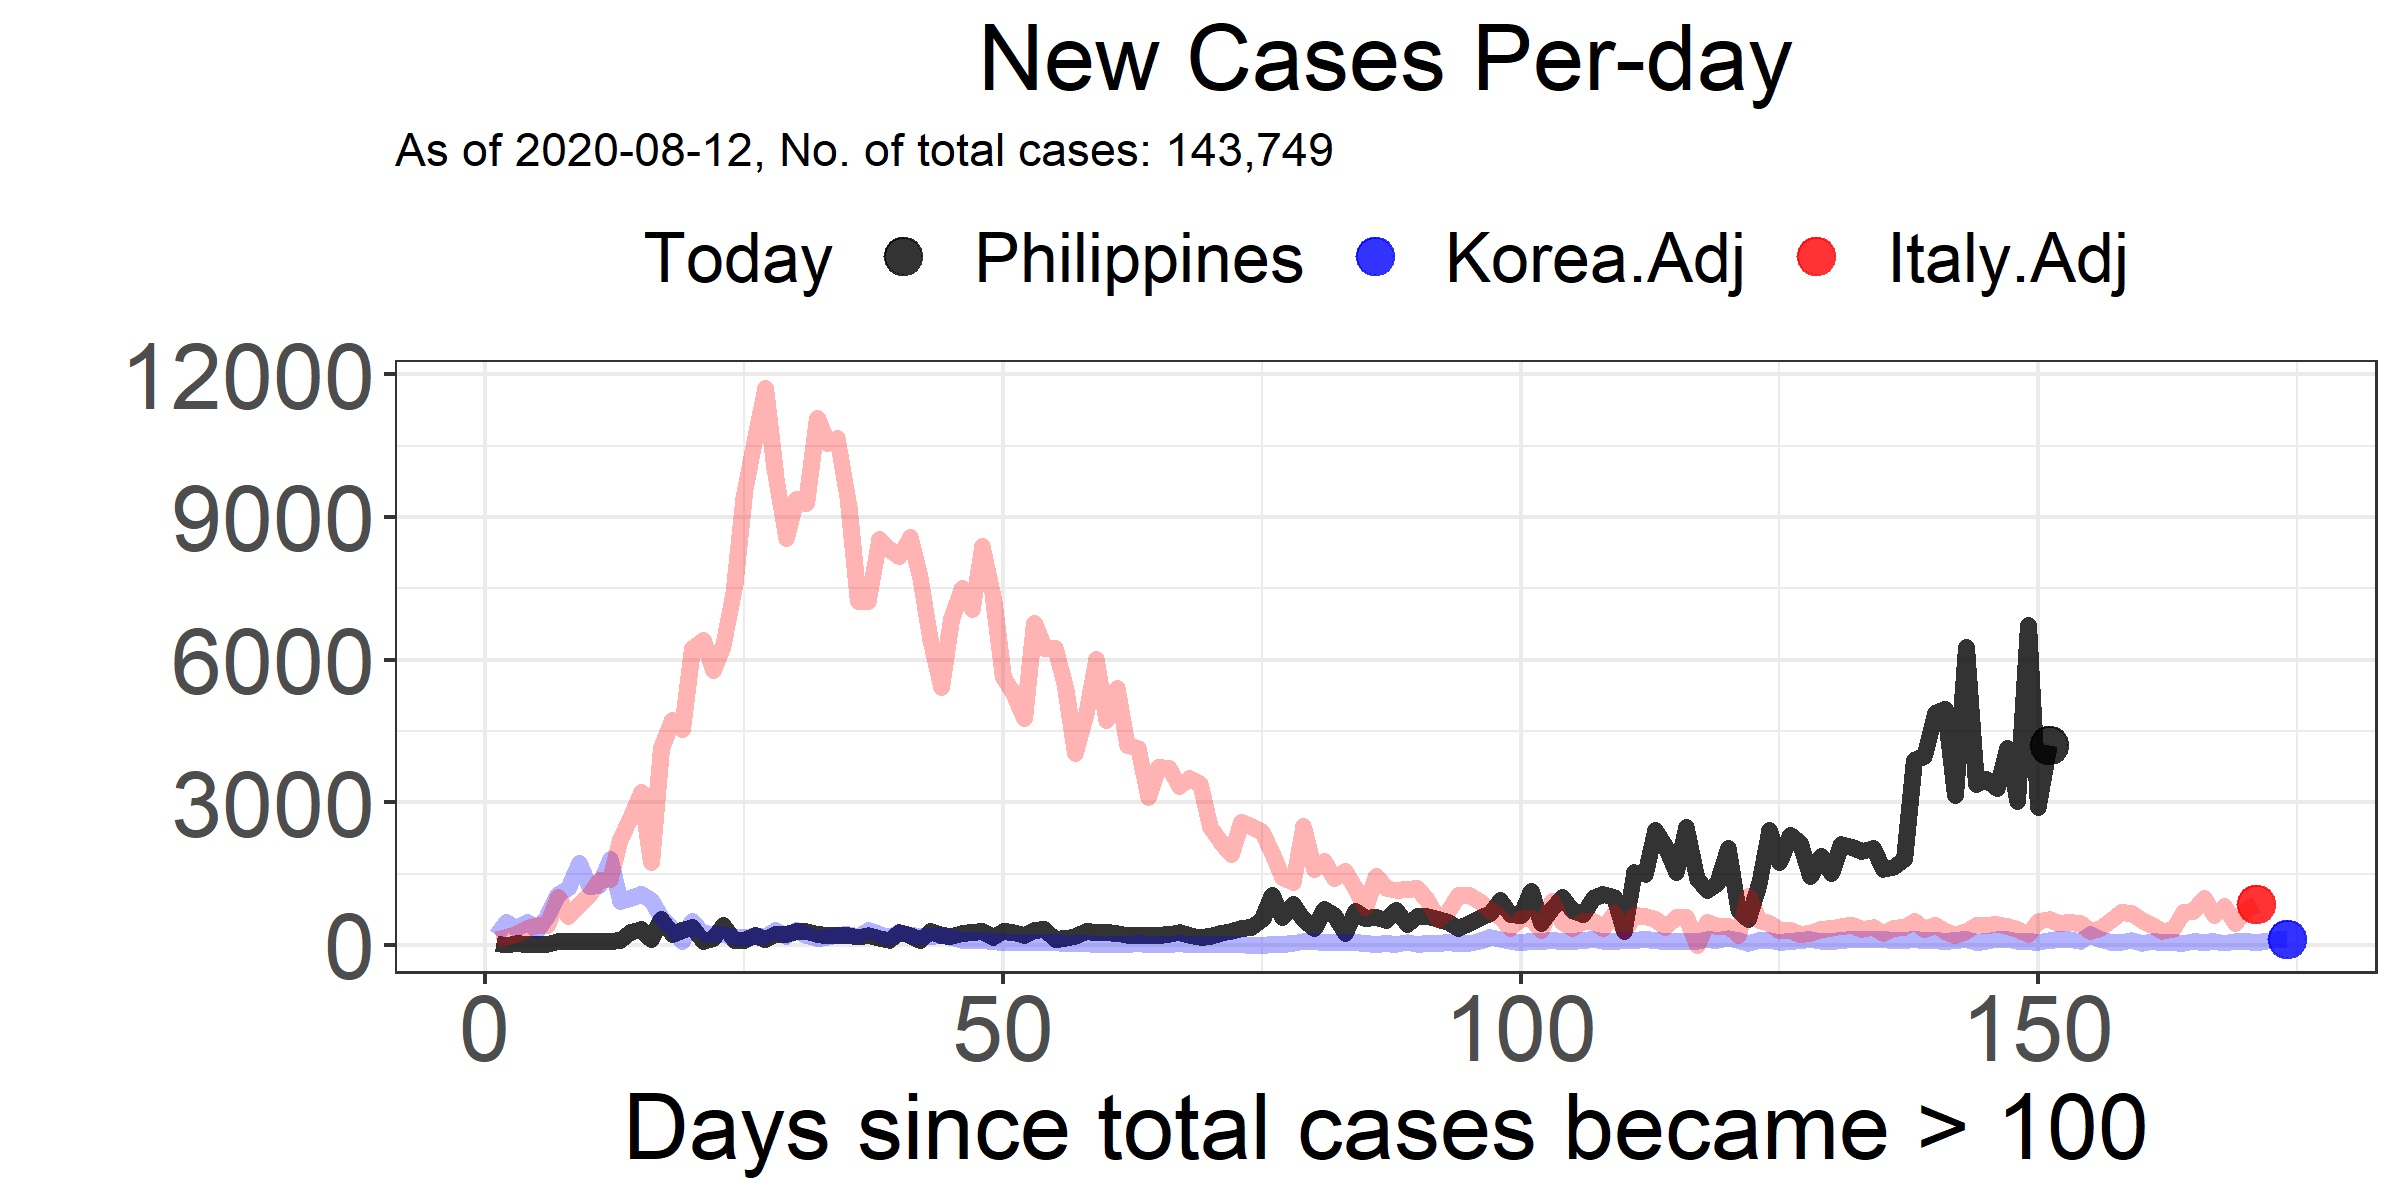 New Cases Per-day
As of 2020-08-12, No. of total cases: 143,749
Today Philippines Korea.Adj Italy.Adj
12000
9000
6000
3000
0
0 50 100 150
Days since total cases became > 100